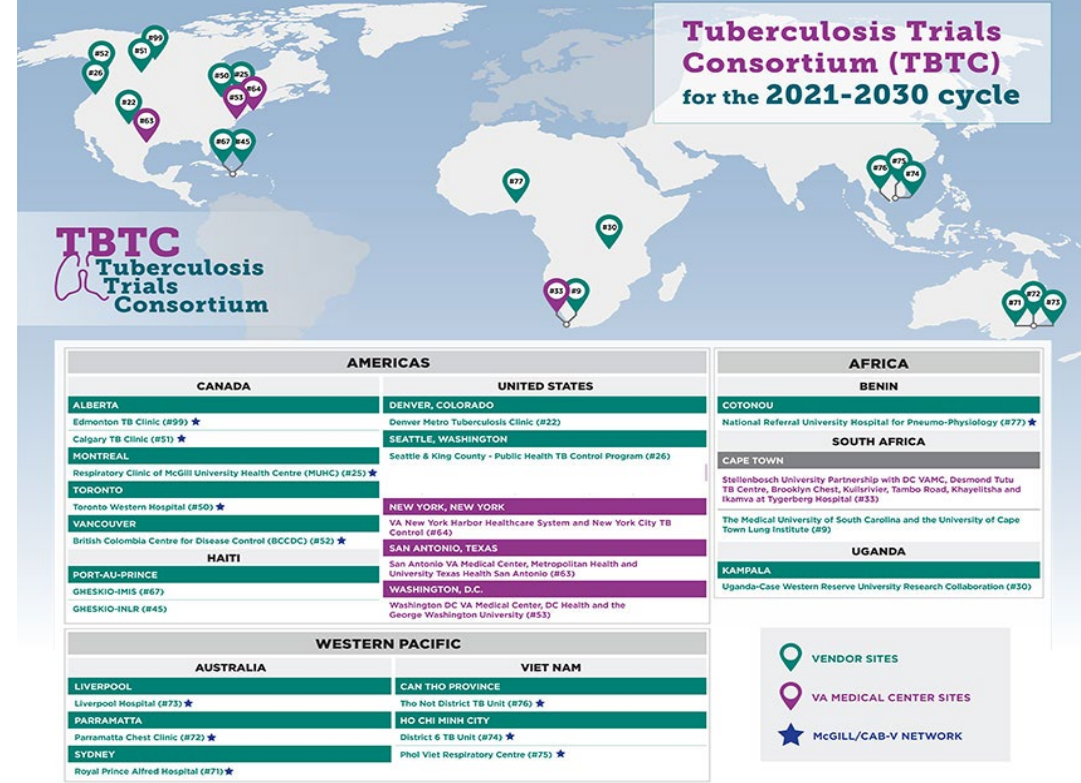 Tuberculosis Trials
Consortium (TBTC)
for the 2021-2030 cycle
#99
#52
#51
#26
#50
#25
#64
#53
#22
#63
#67
#45
#77
#30
#33
#9
#76
#75
#74
#71
#72
#73
TBTC
Tuberculosis
Trials
Consortium
AMERICAS
CANADA
ALBERTA
Edmonton TB Clinic (#99) ★
Calgary TB Clinic (#51) ★
MONTREAL
Respiratory Clinic of McGill University Health Centre (MUHC) (#25) ★
TORONTO
Toronto Western Hospital (#50) ★
VANCOUVER
British Colombia Centre for Disease Control (BCCDC) (#52) ★
HAITI
PORT-AU-PRINCE
GHESKIO-IMIS (#67)
GHESKIO-INLR (#45)
UNITED STATES
DENVER, COLORADO
Denver Metro Tuberculosis Clinic (#22)
SEATTLE, WASHINGTON
Seattle & King County - Public Health TB Control Program (#26)
NEW YORK, NEW YORK
VA New York Harbor Healthcare System and New York City TB
Control (#64)
SAN ANTONIO, TEXAS
San Antonio VA Medical Center, Metropolitan Health and
University Texas Health San Antonio (#63)
WASHINGTON, D.C.
Washington DC VA Medical Center, DC Health and the
George Washington University (#53)
AFRICA
BENIN
COTONOU
National Referral University Hospital for Pneumo-Physiology (#77) ★
SOUTH AFRICA
CAPE TOWN
Stellenbosch University Partnership with DC VAMC, Desmond Tutu
TB Centre, Brooklyn Chest, Kuilsrivier, Tambo Road, Khayelitsha and
Ikamva at Tygerberg Hospital (#33)
The Medical University of South Carolina and the University of Cape
Town Lung Institute (#9)
UGANDA
KAMPALA
Uganda-Case Western Reserve University Research Collaboration (#30)
WESTERN PACIFIC
AUSTRALIA
LIVERPOOL
Liverpool Hospital (#73) ★
PARRAMATTA
Parramatta Chest Clinic (#72) ★
SYDNEY
Royal Prince Alfred Hospital (#71) ★
VIET NAM
CAN THO PROVINCE
Tho Not District TB Unit (#76) ★
HO CHI MINH CITY
District 6 TB Unit (#74) ★
Phol Viet Respiratory Centre (#75) ★
VENDOR SITES
VA MEDICAL CENTER SITES
McGILL/CAB-V NETWORK